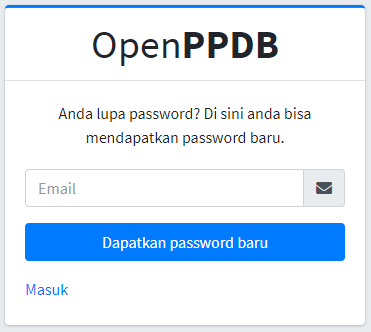 OpenPPDB
Anda lupa password? Di sini anda bisa
mendapatkan password baru.
Email
Dapatkan password baru
Masuk